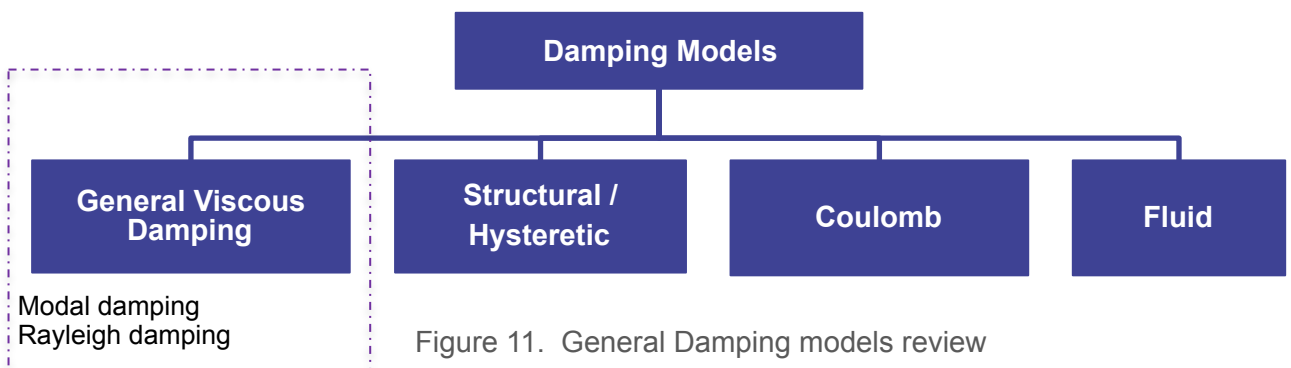 Damping Models
General Viscous
Damping
Structural /
Hysteretic
Coulomb
Fluid
Modal damping
Rayleigh damping
Figure 11. General Damping models review